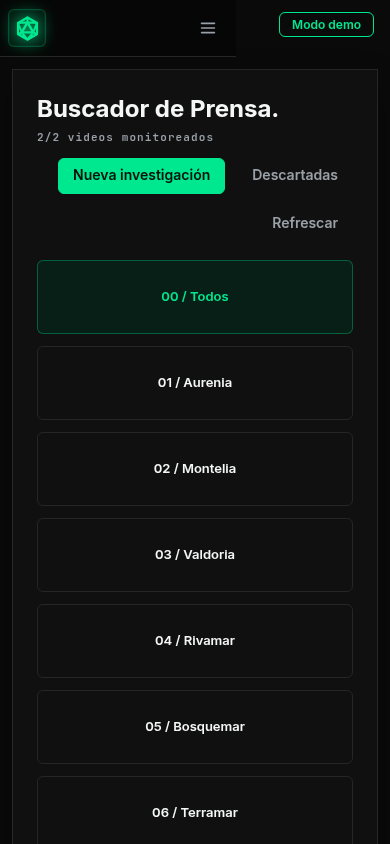 Modo demo
Buscador de Prensa.
2/2 videos monitoreados
Nueva investigación
Descartadas
Refrescar
00 / Todos
01 / Aurenia
02 / Montelia
03 / Valdoria
04 / Rivamar
05 / Bosquemar
06 / Terramar